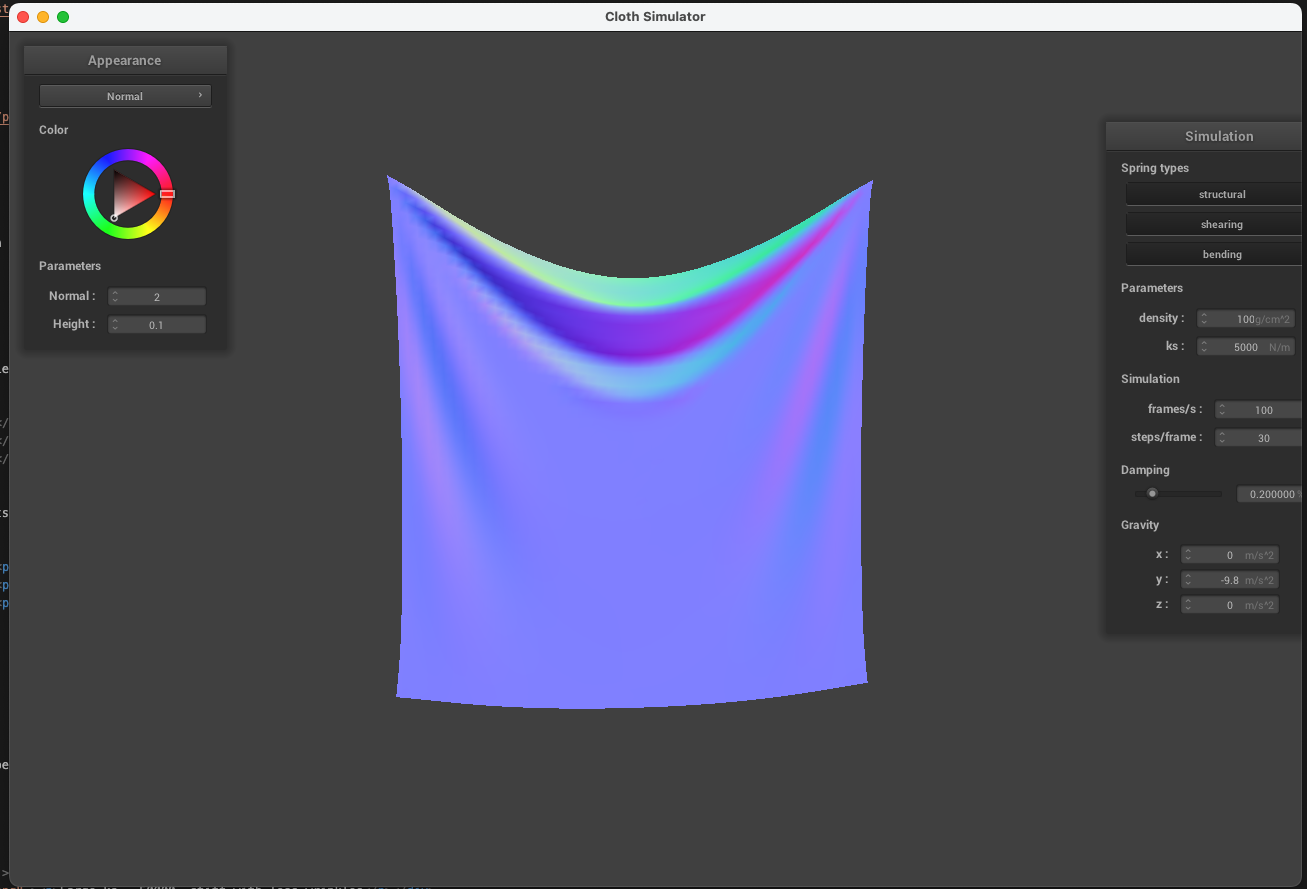 Cloth Simulator
Appearance
Normal
Color
Parameters
Normal : 2
Height : 0.1
Simulation
Spring types
structural
shearing
bending
Parameters
density : 100g/cm^2
ks : 5000 N/m
Simulation
frames/s : 100
steps/frame : 30
Damping
0.200000
Gravity
x : 0 m/s^2
y : -9.8 m/s^2
z : 0 m/s^2